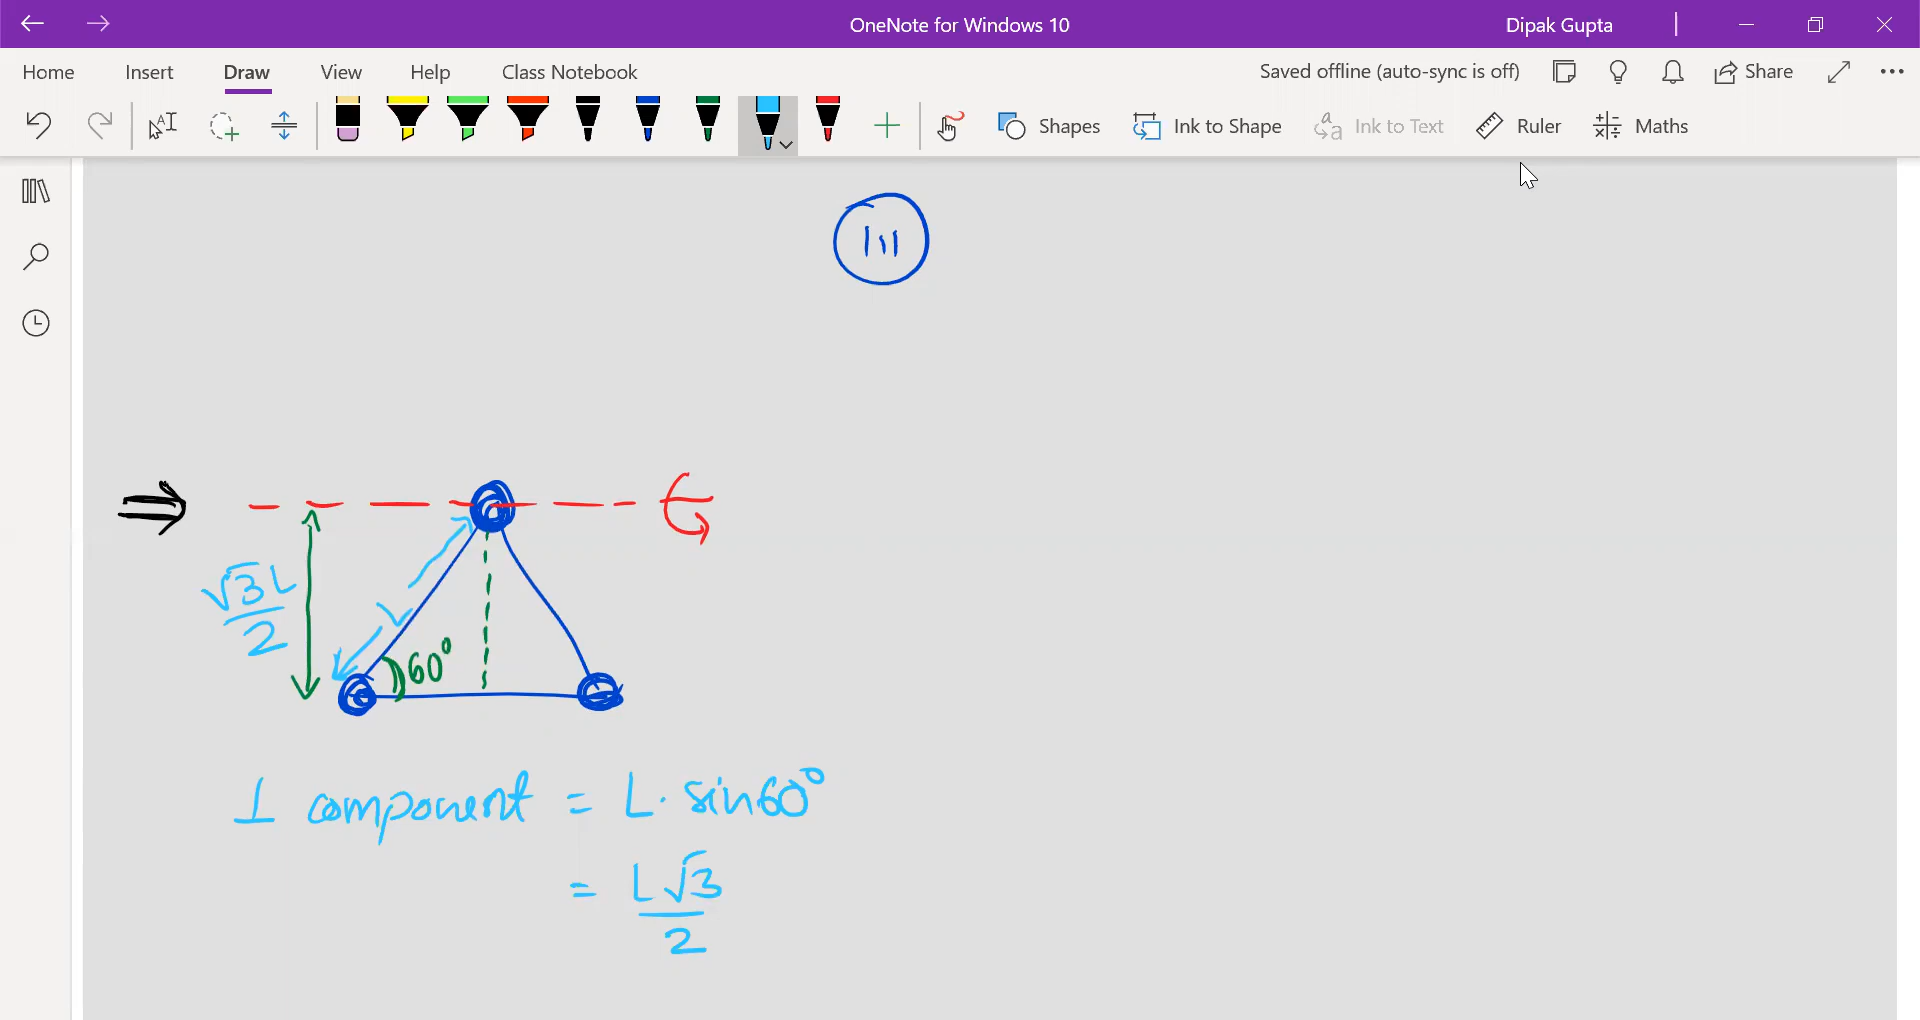 OneNote for Windows 10
Dipak Gupta
Home Insert Draw View Help Class Notebook
Saved offline (auto-sync is off)
Share
Shapes
Ink to Shape
Ink to Text
Ruler
Maths
III
√3L/2
L
60°
⊥ component = L · sin60°
= L√3/2